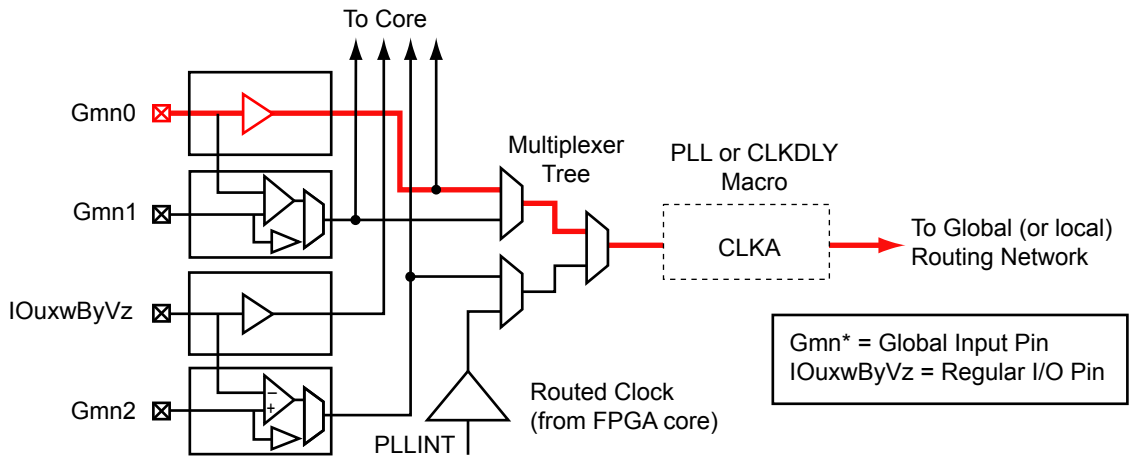 To Core
Gmn0
Multiplexer
Tree
PLL or CLKDLY
Macro
Gmn1
CLKA
To Global (or local)
Routing Network
IOuxwByVz
Gmn* = Global Input Pin
IOuxwByVz = Regular I/O Pin
−
+
Gmn2
Routed Clock
(from FPGA core)
PLLINT